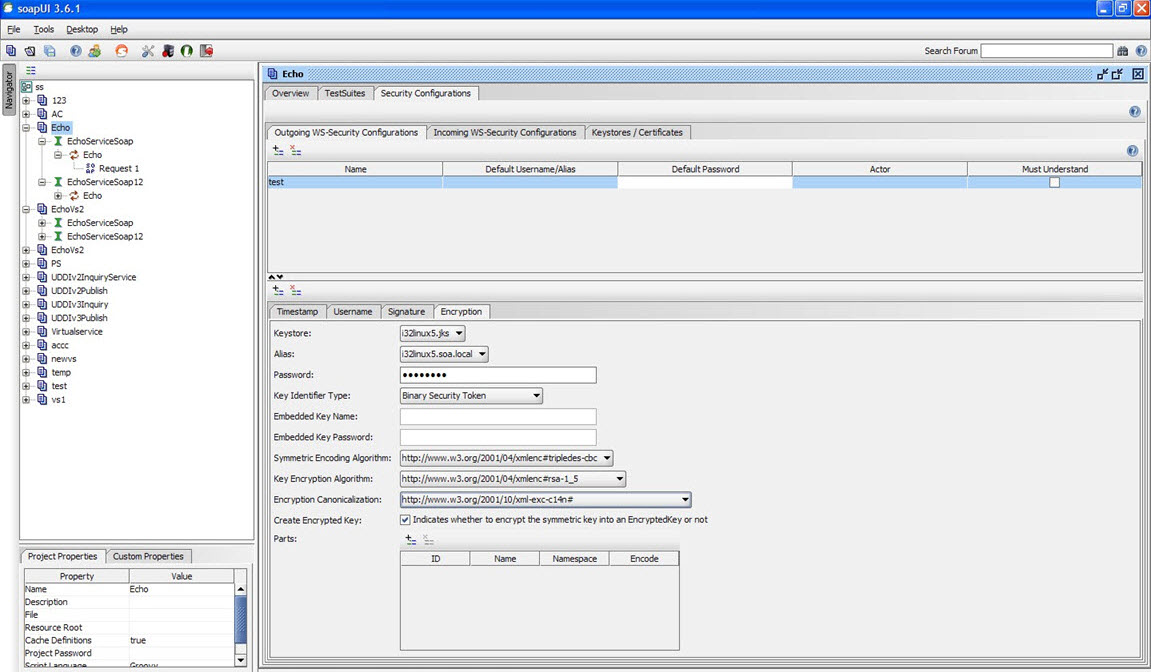 soapUI 3.6.1
File Tools Desktop Help
Search Forum
Navigator
ss
123
AC
Echo
EchoServiceSoap
Echo
Request 1
EchoServiceSoap12
Echo
EchoVs2
EchoServiceSoap
EchoServiceSoap12
EchoVs2
PS
UDDIv2InquiryService
UDDIv2Publish
UDDIv3Inquiry
UDDIv3Publish
Virtualservice
accc
newvs
temp
test
vs1
Project Properties Custom Properties
Property Value
Name Echo
Description
File
Resource Root
Cache Definitions true
Project Password
Script Language Groovy
Echo
Overview TestSuites Security Configurations
Outgoing WS-Security Configurations Incoming WS-Security Configurations Keystores / Certificates
Name Default Username/Alias Default Password Actor Must Understand
test
Timestamp Username Signature Encryption
Keystore: i32linux5.jks
Alias: i32linux5.soa.local
Password: ••••••••
Key Identifier Type: Binary Security Token
Embedded Key Name:
Embedded Key Password:
Symmetric Encoding Algorithm: http://www.w3.org/2001/04/xmlenc#tripledes-cbc
Key Encryption Algorithm: http://www.w3.org/2001/04/xmlenc#rsa-1_5
Encryption Canonicalization: http://www.w3.org/2001/10/xml-exc-c14n#
Create Encrypted Key: Indicates whether to encrypt the symmetric key into an EncryptedKey or not
Parts:
ID Name Namespace Encode